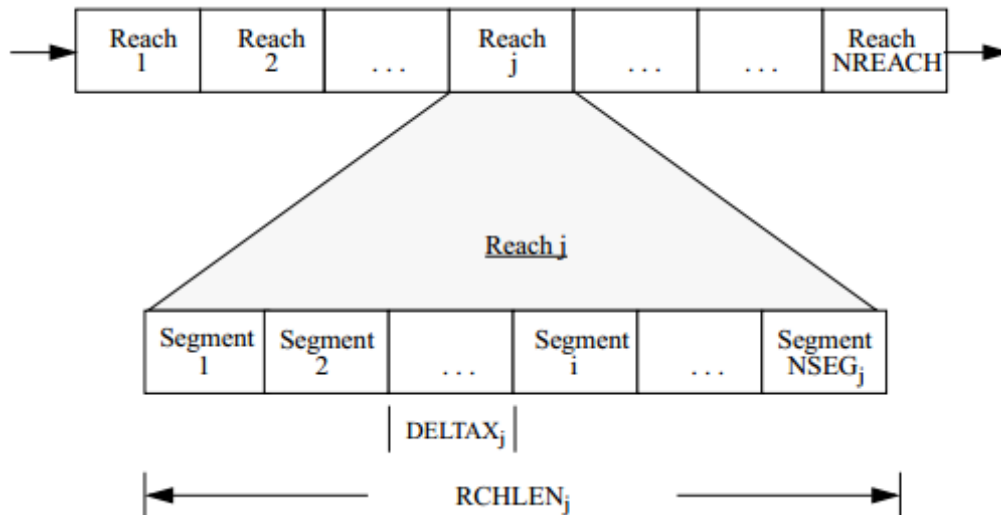 Reach Reach Reach Reach
1 2 . . . j . . . . . . NREACH
Reach j
Segment Segment Segment Segment
1 2 . . . i . . . NSEGj
DELTAXj
RCHLENj